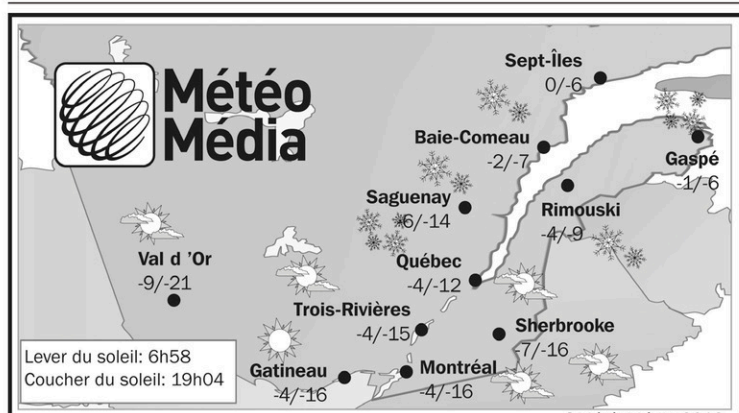 Météo
Média
Sept-Îles
0/-6
Baie-Comeau
-2/-7
Gaspé
-1/-6
Saguenay
-6/-14
Rimouski
-4/-9
Val d 'Or
-9/-21
Québec
-4/-12
Trois-Rivières
-4/-15
Sherbrooke
-7/-16
Gatineau
-4/-16
Montréal
-4/-16
Lever du soleil: 6h58
Coucher du soleil: 19h04